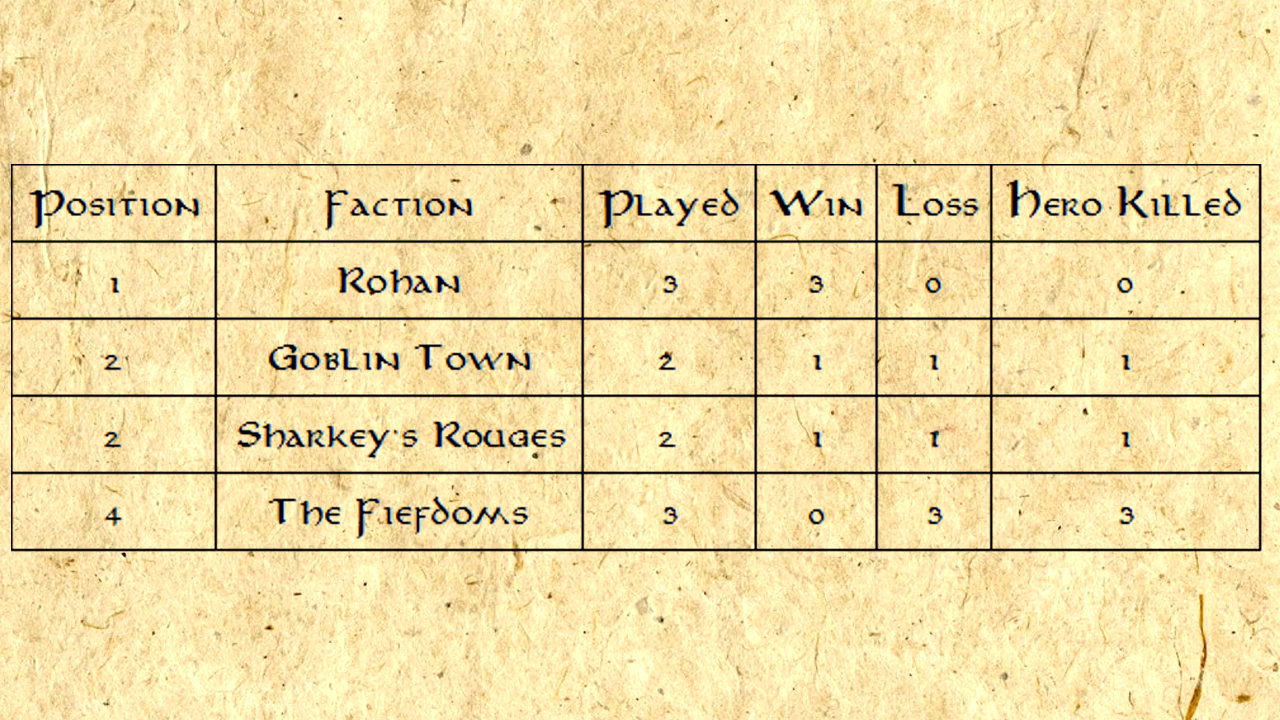 Position Faction Played Win Loss Hero Killed
1 Rohan 3 3 0 0
2 Goblin Town 2 1 1 1
2 Sharkey's Rouges 2 1 1 1
4 The Fiefdoms 3 0 3 3